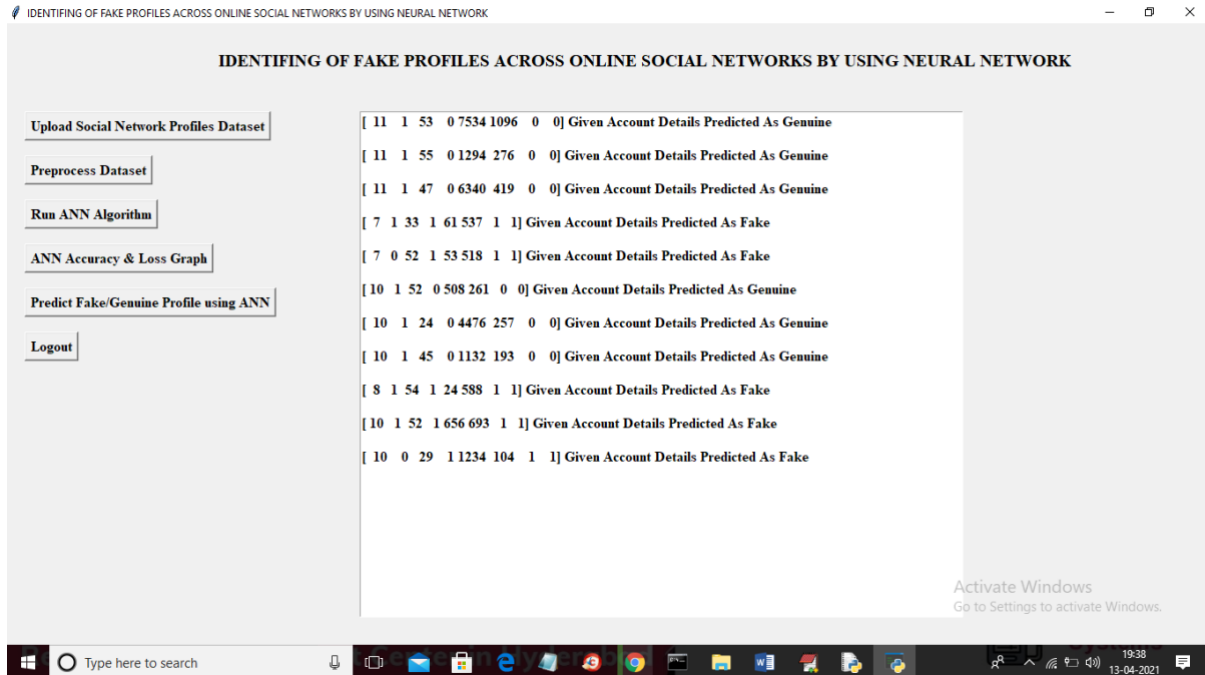 IDENTIFING OF FAKE PROFILES ACROSS ONLINE SOCIAL NETWORKS BY USING NEURAL NETWORK
IDENTIFING OF FAKE PROFILES ACROSS ONLINE SOCIAL NETWORKS BY USING NEURAL NETWORK
Upload Social Network Profiles Dataset
Preprocess Dataset
Run ANN Algorithm
ANN Accuracy & Loss Graph
Predict Fake/Genuine Profile using ANN
Logout
[ 11 1 53 0 7534 1096 0 0] Given Account Details Predicted As Genuine
[ 11 1 55 0 1294 276 0 0] Given Account Details Predicted As Genuine
[ 11 1 47 0 6340 419 0 0] Given Account Details Predicted As Genuine
[ 7 1 33 1 61 537 1 1] Given Account Details Predicted As Fake
[ 7 0 52 1 53 518 1 1] Given Account Details Predicted As Fake
[ 10 1 52 0 508 261 0 0] Given Account Details Predicted As Genuine
[ 10 1 24 0 4476 257 0 0] Given Account Details Predicted As Genuine
[ 10 1 45 0 1132 193 0 0] Given Account Details Predicted As Genuine
[ 8 1 54 1 24 588 1 1] Given Account Details Predicted As Fake
[ 10 1 52 1 656 693 1 1] Given Account Details Predicted As Fake
[ 10 0 29 1 1234 104 1 1] Given Account Details Predicted As Fake
Activate Windows
Go to Settings to activate Windows.
Type here to search
19:38
13-04-2021